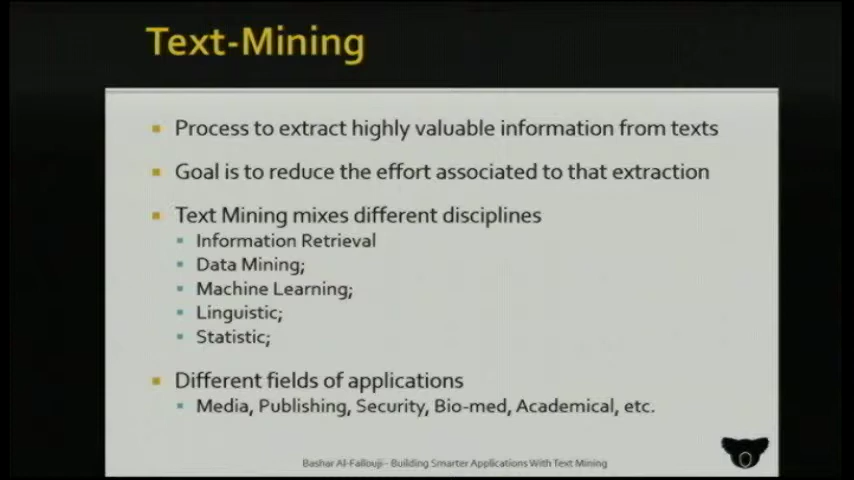 Text-Mining
Process to extract highly valuable information from texts
Goal is to reduce the effort associated to that extraction
Text Mining mixes different disciplines
Information Retrieval
Data Mining;
Machine Learning;
Linguistic;
Statistic;
Different fields of applications
Media, Publishing, Security, Bio-med, Academical, etc.
Bashar Al-Fallouji - Building Smarter Applications With Text Mining